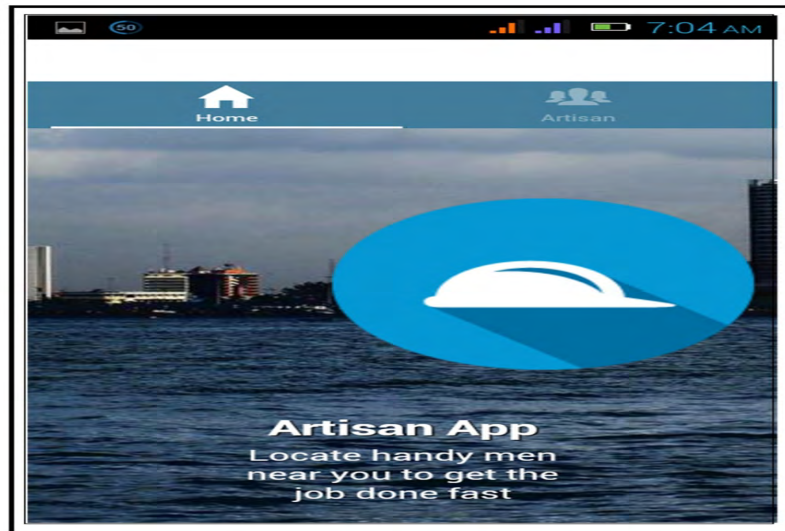 50 7:04 AM
Home Artisan
Artisan App
Locate handy men
near you to get the
job done fast